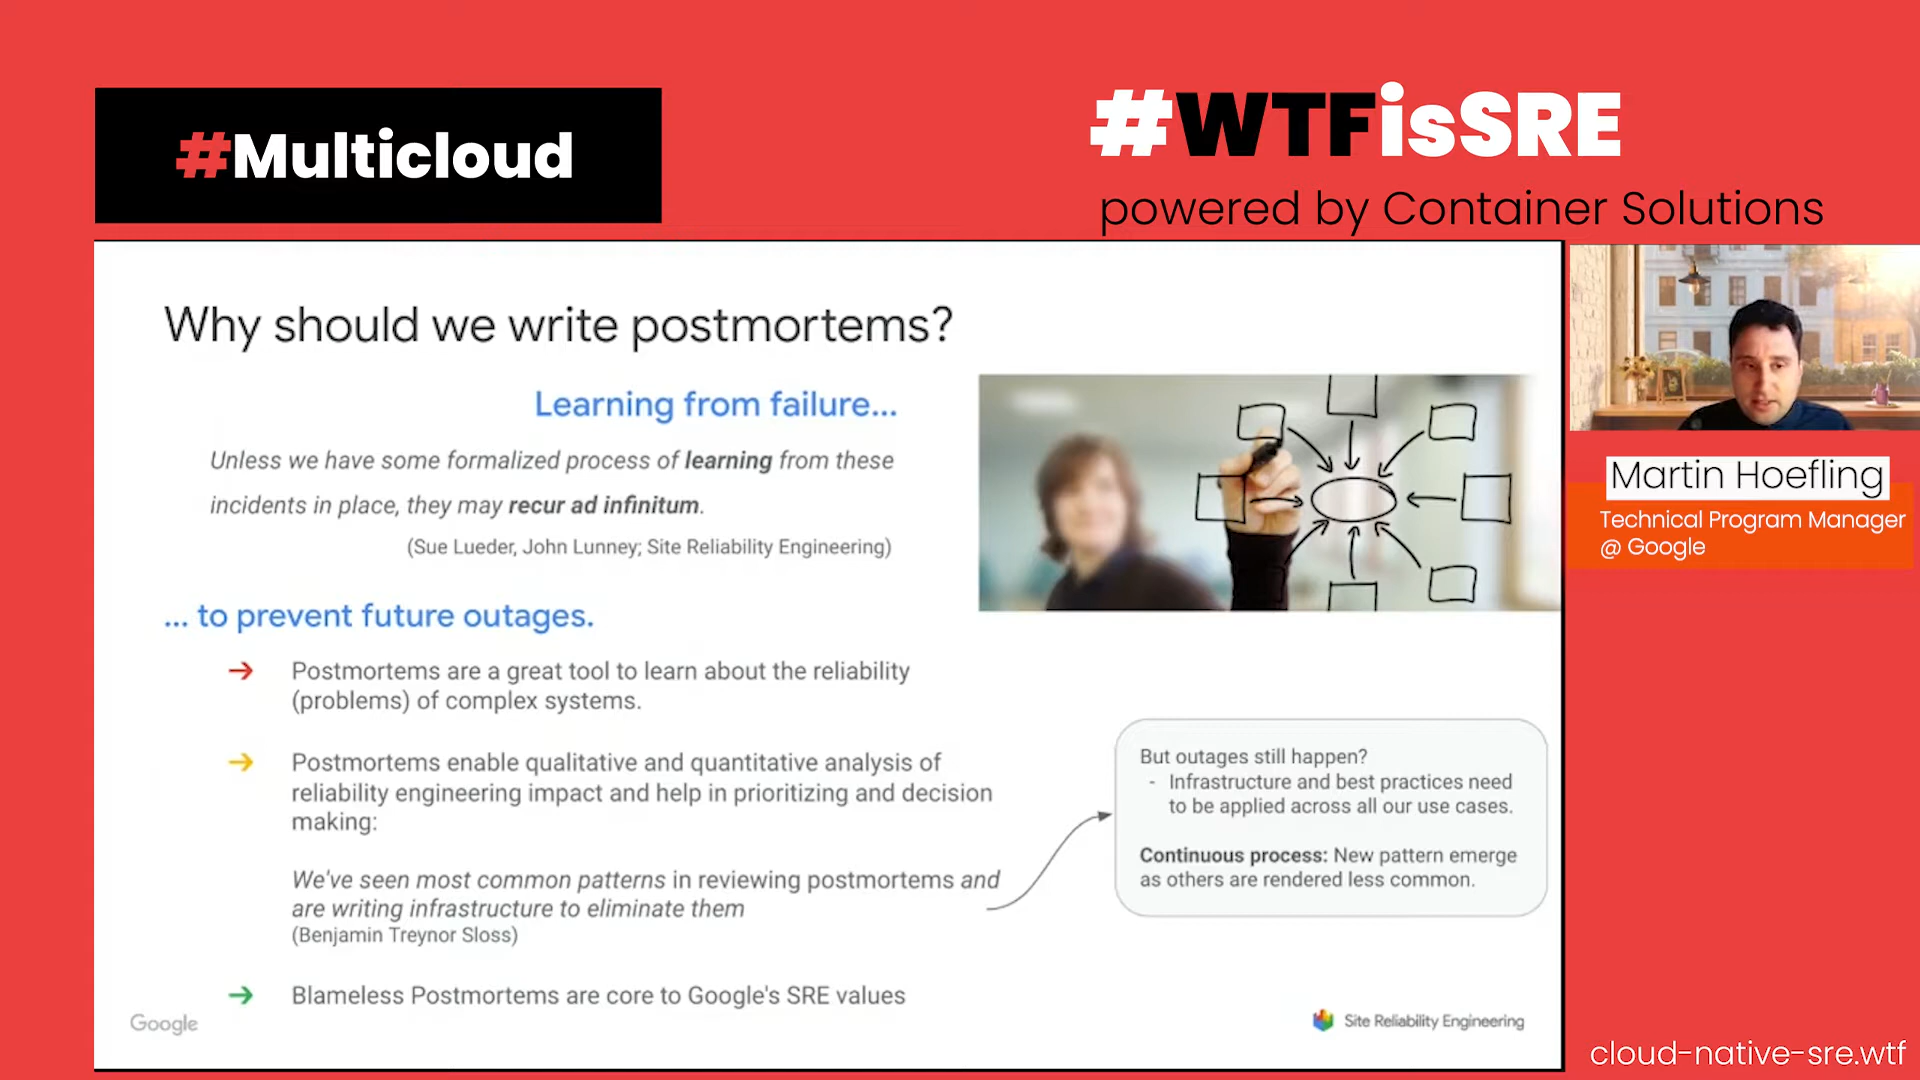 #Multicloud
#WTFisSRE
powered by Container Solutions
Why should we write postmortems?
Learning from failure...
Unless we have some formalized process of learning from these
incidents in place, they may recur ad infinitum.
(Sue Lueder, John Lunney; Site Reliability Engineering)
... to prevent future outages.
➔ Postmortems are a great tool to learn about the reliability
(problems) of complex systems.
➔ Postmortems enable qualitative and quantitative analysis of
reliability engineering impact and help in prioritizing and decision
making:
We've seen most common patterns in reviewing postmortems and
are writing infrastructure to eliminate them
(Benjamin Treynor Sloss)
➔ Blameless Postmortems are core to Google's SRE values
But outages still happen?
- Infrastructure and best practices need
to be applied across all our use cases.
Continuous process: New pattern emerge
as others are rendered less common.
Google
Site Reliability Engineering
Martin Hoefling
Technical Program Manager
@ Google
cloud-native-sre.wtf